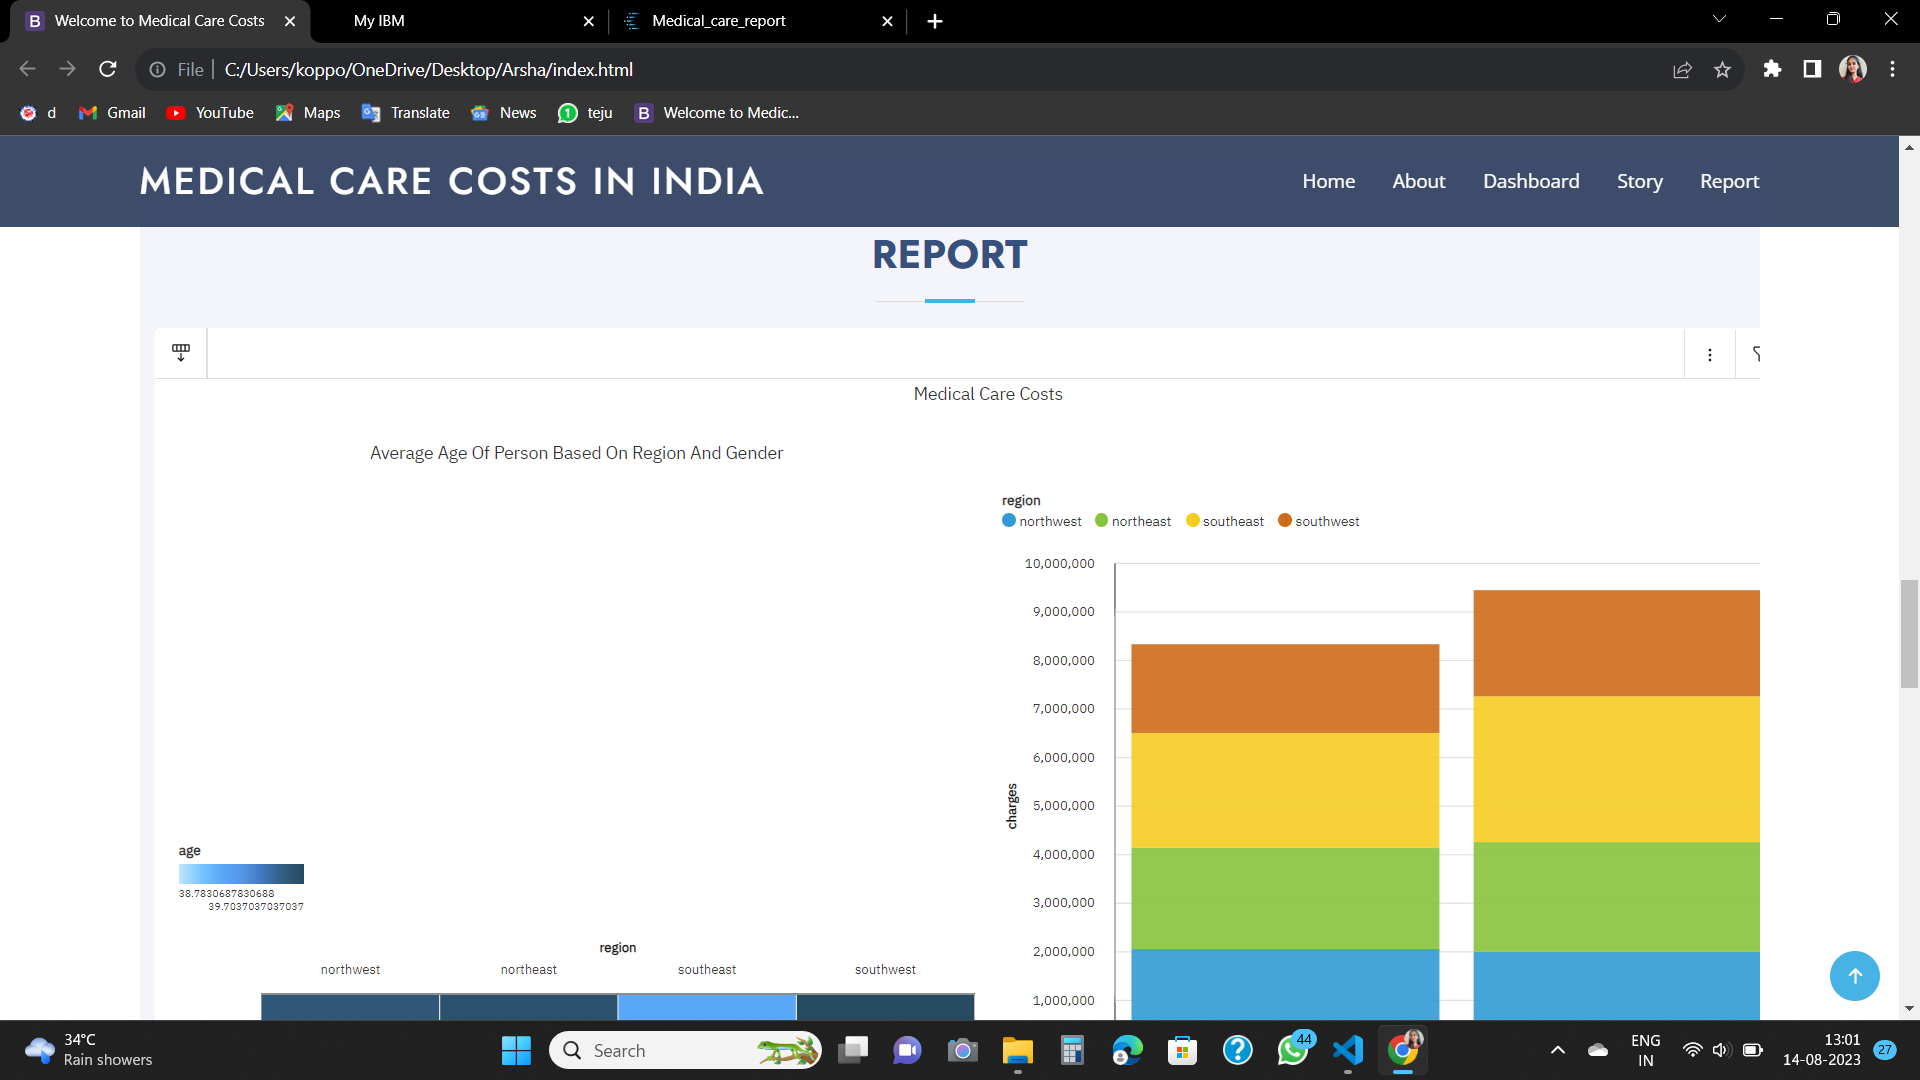 B Welcome to Medical Care Costs
My IBM
Medical_care_report
File
C:/Users/koppo/OneDrive/Desktop/Arsha/index.html
d
Gmail
YouTube
Maps
Translate
News
1
teju
B Welcome to Medic...
MEDICAL CARE COSTS IN INDIA
Home
About
Dashboard
Story
Report
REPORT
Medical Care Costs
Average Age Of Person Based On Region And Gender
region
northwest
northeast
southeast
southwest
10,000,000
9,000,000
8,000,000
7,000,000
6,000,000
5,000,000
4,000,000
3,000,000
2,000,000
1,000,000
charges
age
38.7830687830688
39.7037037037037
region
northwest
northeast
southeast
southwest
34°C
Rain showers
Search
44
ENG
IN
13:01
14-08-2023
27